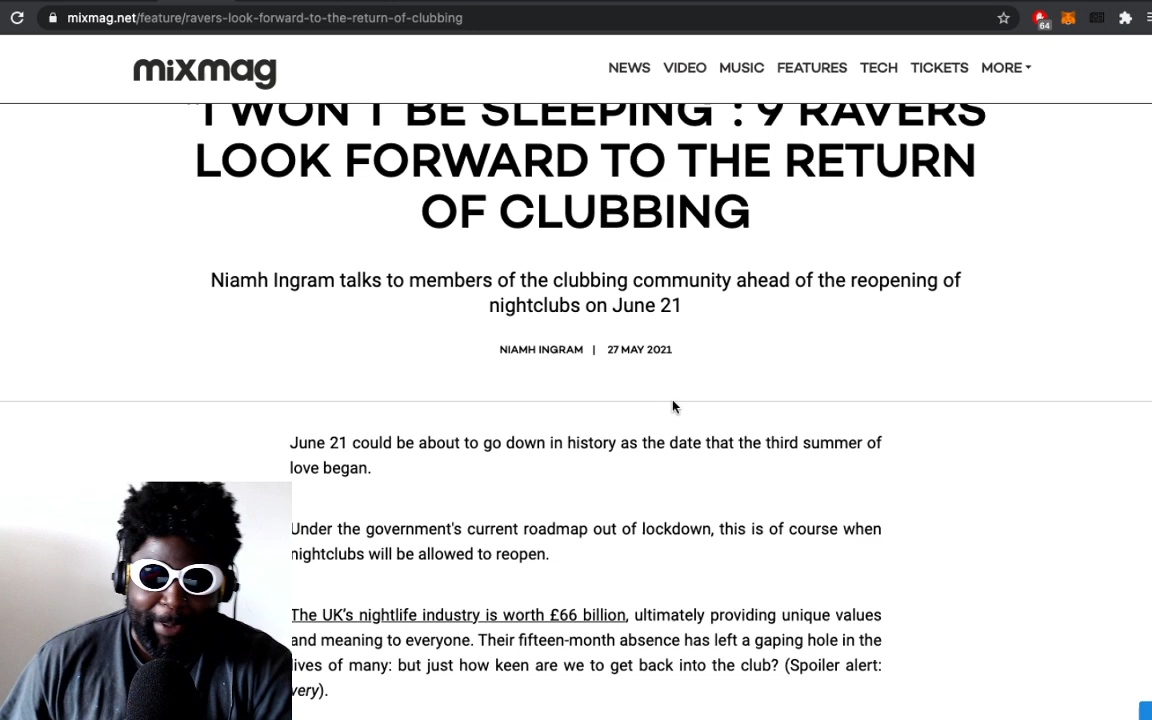 mixmag.net/feature/ravers-look-forward-to-the-return-of-clubbing
64
mixmag
NEWS VIDEO MUSIC FEATURES TECH TICKETS MORE
"I WON'T BE SLEEPING": 9 RAVERS
LOOK FORWARD TO THE RETURN
OF CLUBBING
Niamh Ingram talks to members of the clubbing community ahead of the reopening of
nightclubs on June 21
NIAMH INGRAM | 27 MAY 2021
June 21 could be about to go down in history as the date that the third summer of
love began.
Under the government's current roadmap out of lockdown, this is of course when
nightclubs will be allowed to reopen.
The UK's nightlife industry is worth £66 billion, ultimately providing unique values
and meaning to everyone. Their fifteen-month absence has left a gaping hole in the
lives of many: but just how keen are we to get back into the club? (Spoiler alert:
very).